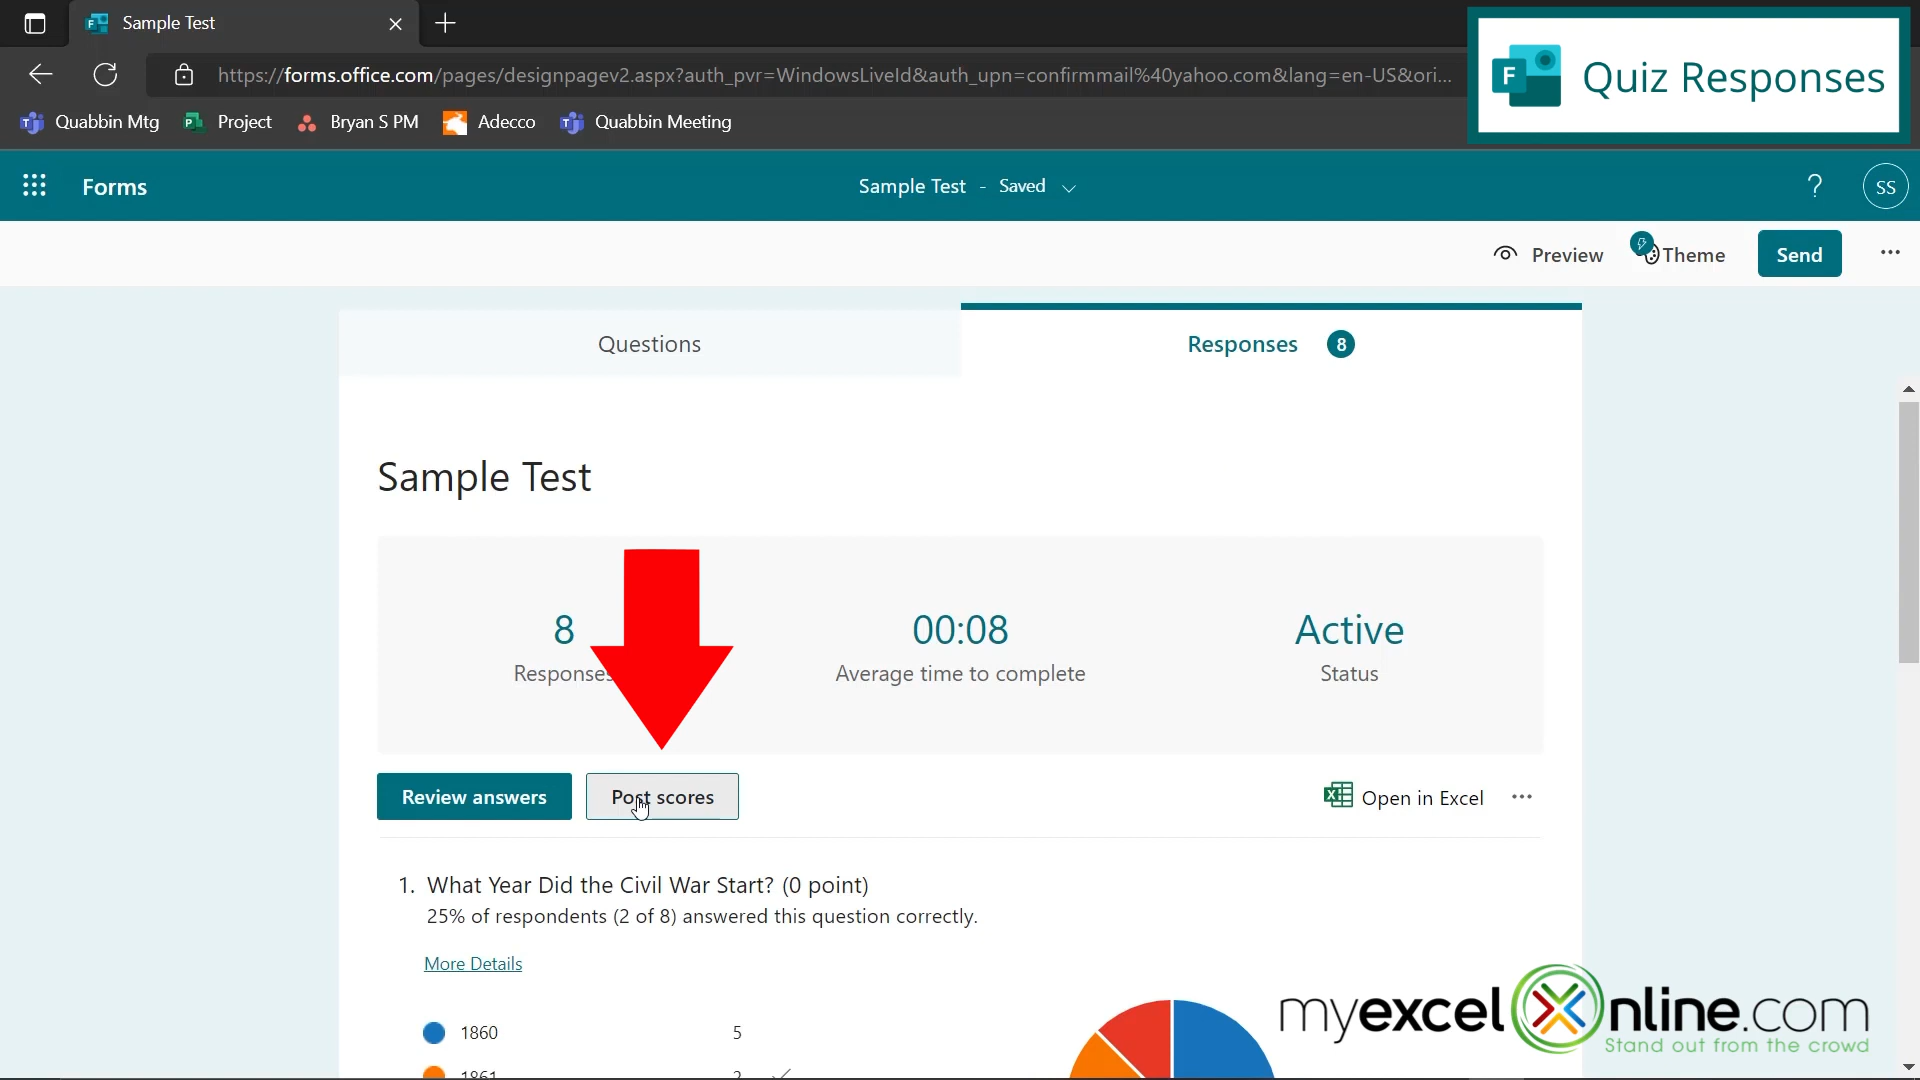 Sample Test
https://forms.office.com/pages/designpagev2.aspx?auth_pvr=WindowsLiveId&auth_upn=confirmmail%40yahoo.com&lang=en-US&ori...
F Quiz Responses
Quabbin Mtg Project Bryan S PM Adecco Quabbin Meeting
Forms
Sample Test - Saved
? SS
Preview Theme Send ...
Questions
Responses 8
Sample Test
8 00:08 Active
Responses Average time to complete Status
Review answers Post scores Open in Excel ...
1. What Year Did the Civil War Start? (0 point)
25% of respondents (2 of 8) answered this question correctly.
More Details
1860 5
1861 2
myexcelOnline.com
Stand out from the crowd